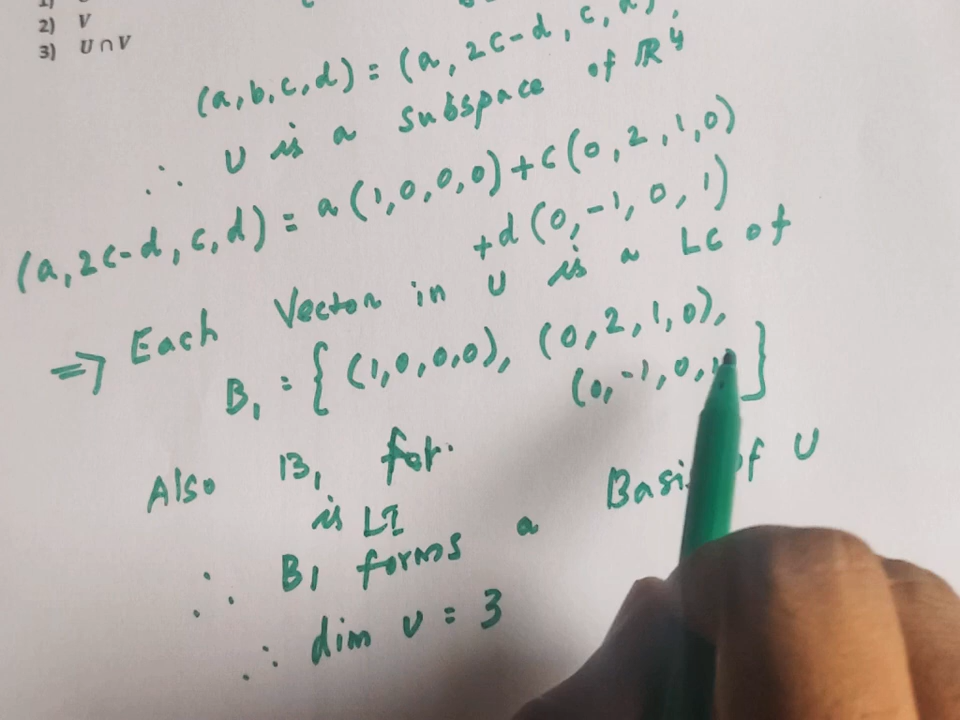 2) V
3) U ∩ V
(a, b, c, d) = (a, 2c-d, c, d),
∴ U is a subspace of ℝ⁴
(a, 2c-d, c, d) = a (1, 0, 0, 0) + c (0, 2, 1, 0)
+ d (0, -1, 0, 1)
⇒ Each Vector in U is a LC of
B₁ = { (1, 0, 0, 0), (0, 2, 1, 0),
(0, -1, 0, 1) }
Also B₁ for
is LI
∴ B₁ forms a Basis of U
∴ dim U = 3